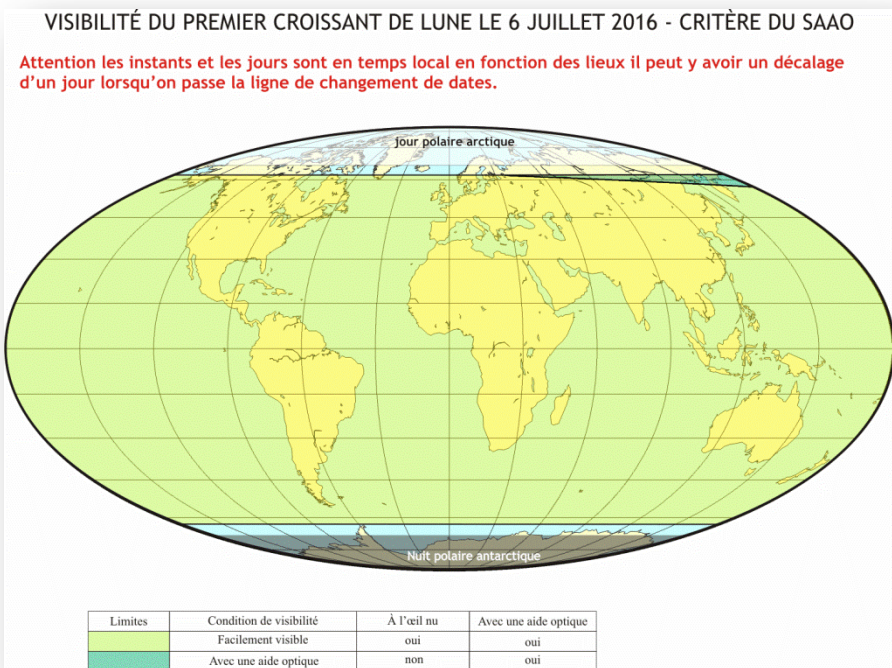 VISIBILITÉ DU PREMIER CROISSANT DE LUNE LE 6 JUILLET 2016 - CRITÈRE DU SAAO
Attention les instants et les jours sont en temps local en fonction des lieux il peut y avoir un décalage
d'un jour lorsqu'on passe la ligne de changement de dates.
jour polaire arctique
Nuit polaire antarctique
Limites Condition de visibilité À l'œil nu Avec une aide optique
Facilement visible oui oui
Avec une aide optique non oui